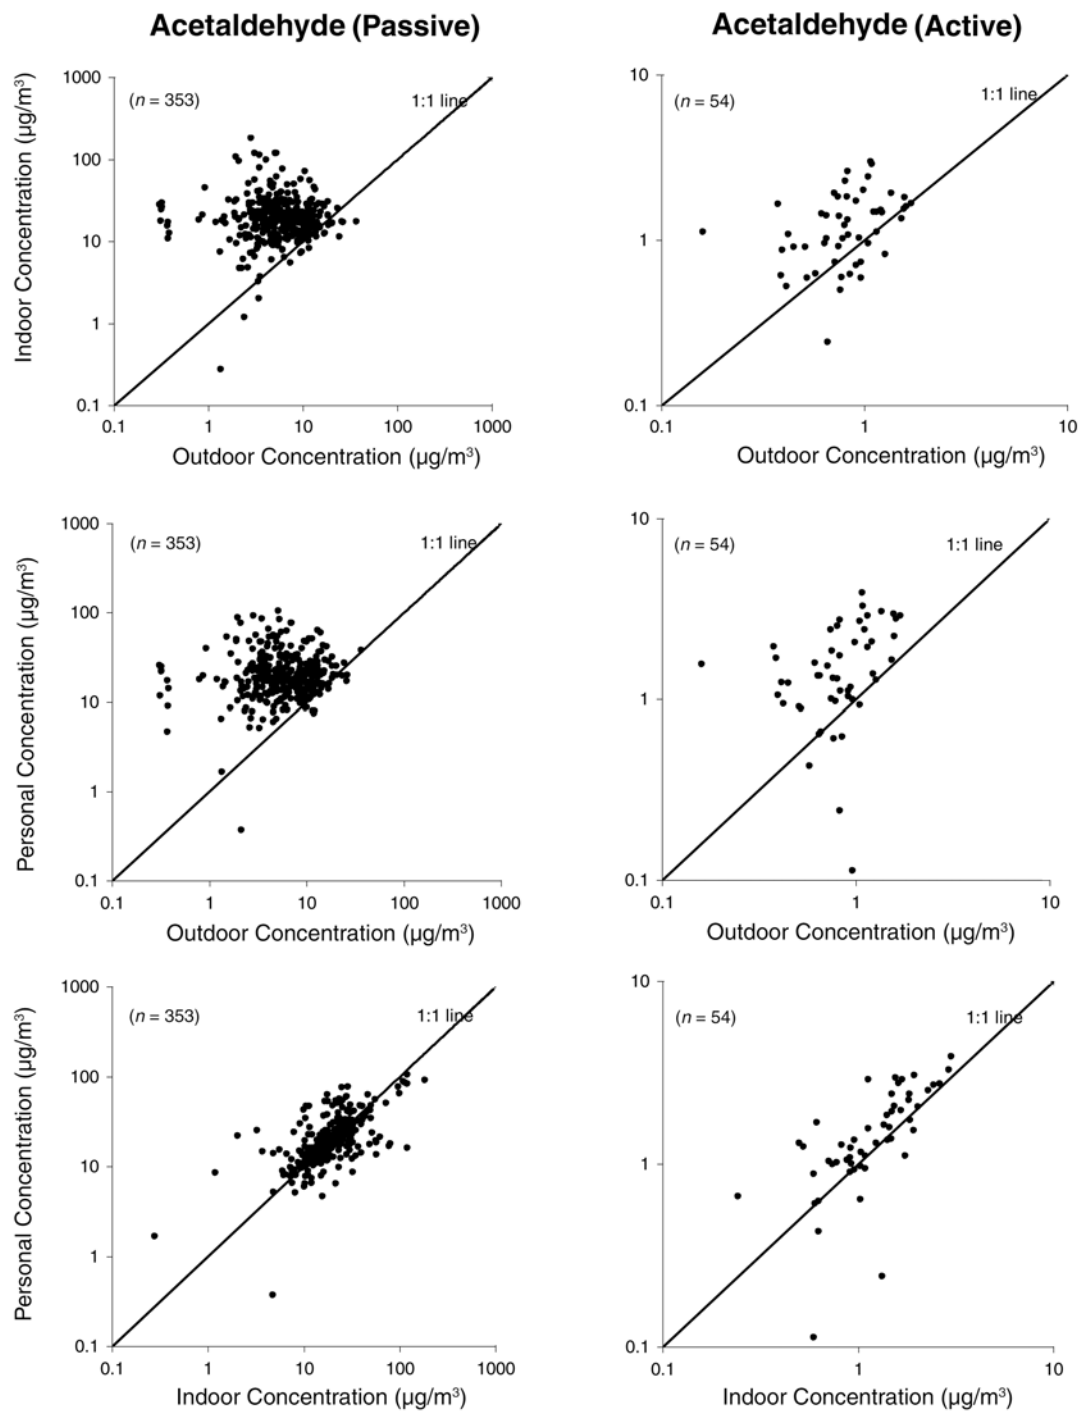 Acetaldehyde (Passive)
Indoor Concentration (µg/m³)
1000
100
10
1
0.1
(n = 353)
1:1 line
0.1 1 10 100 1000
Outdoor Concentration (µg/m³)
Acetaldehyde (Active)
10
1
0.1
(n = 54)
1:1 line
0.1 1 10
Outdoor Concentration (µg/m³)
Personal Concentration (µg/m³)
1000
100
10
1
0.1
(n = 353)
1:1 line
0.1 1 10 100 1000
Outdoor Concentration (µg/m³)
10
1
0.1
(n = 54)
1:1 line
0.1 1 10
Outdoor Concentration (µg/m³)
Personal Concentration (µg/m³)
1000
100
10
1
0.1
(n = 353)
1:1 line
0.1 1 10 100 1000
Indoor Concentration (µg/m³)
10
1
0.1
(n = 54)
1:1 line
0.1 1 10
Indoor Concentration (µg/m³)